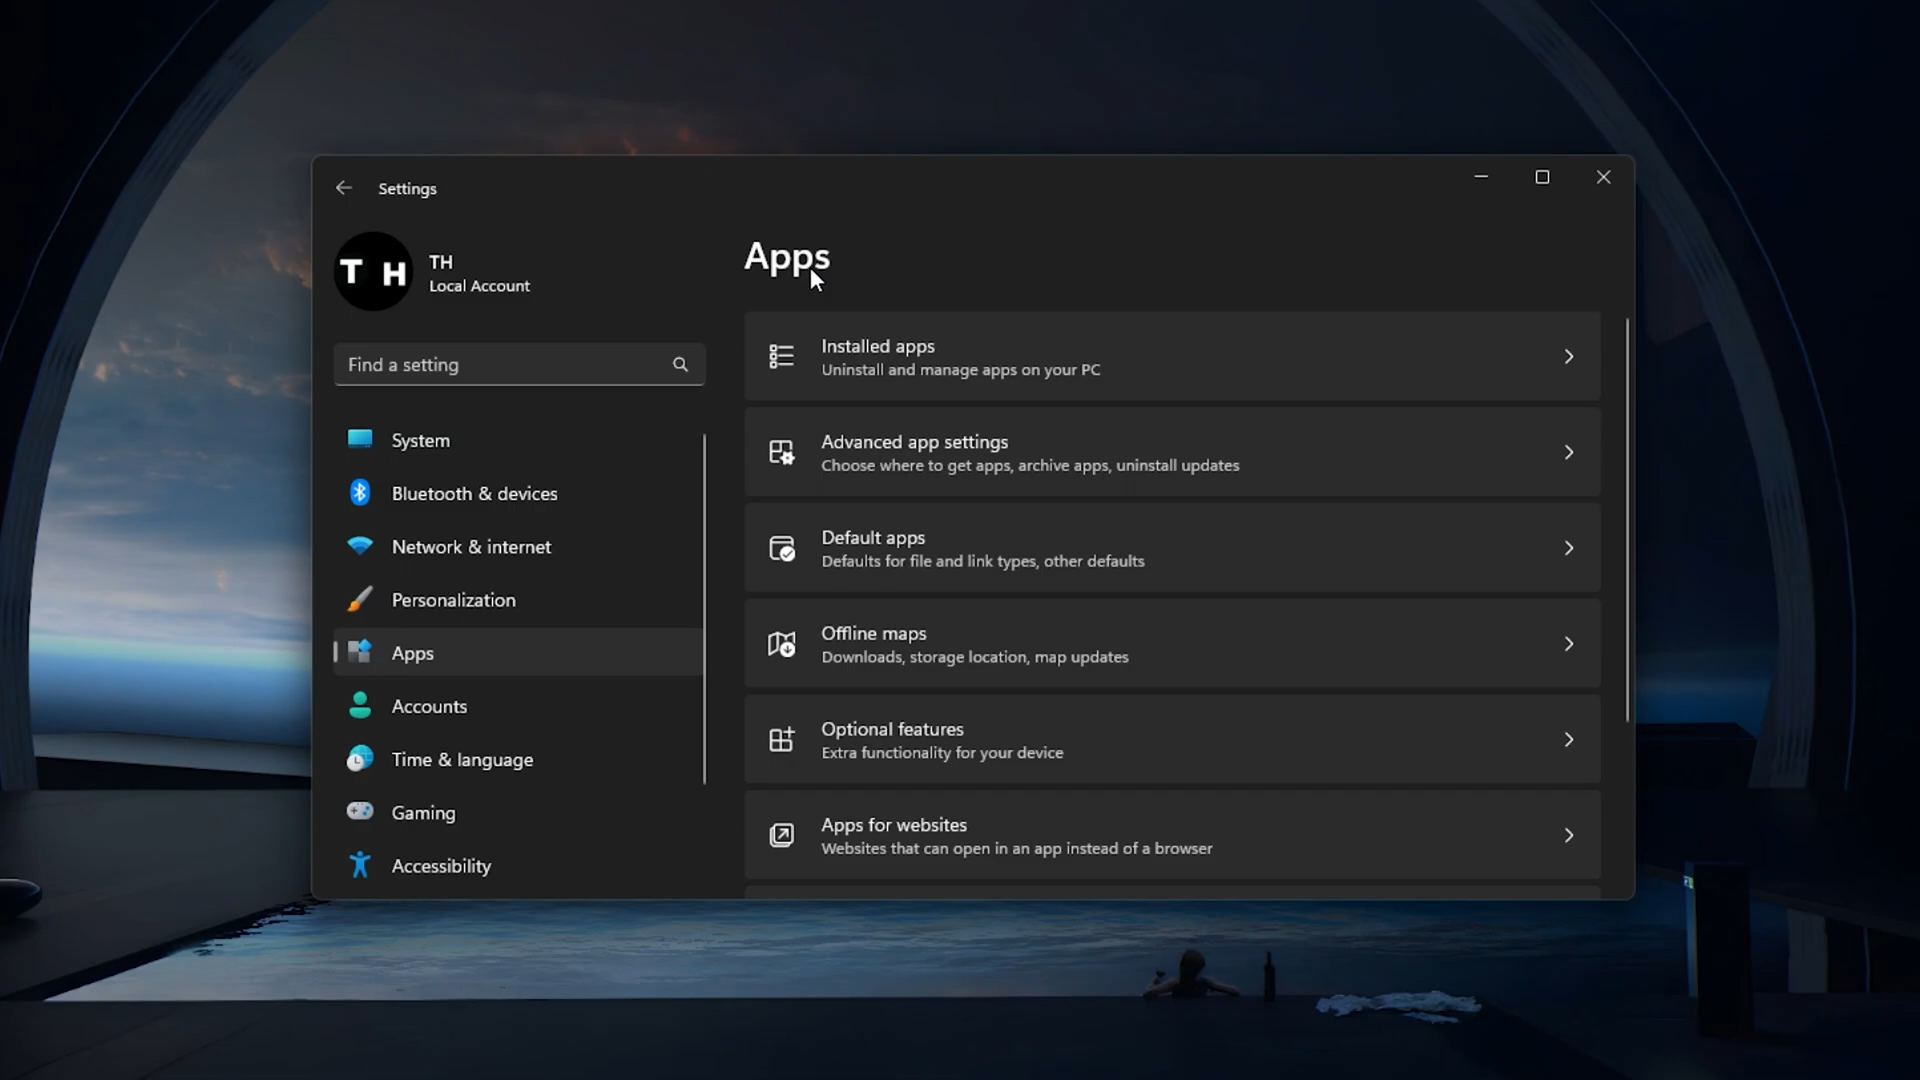 Settings
T H
TH
Local Account
Find a setting
System
Bluetooth & devices
Network & internet
Personalization
Apps
Accounts
Time & language
Gaming
Accessibility
Apps
Installed apps
Uninstall and manage apps on your PC
Advanced app settings
Choose where to get apps, archive apps, uninstall updates
Default apps
Defaults for file and link types, other defaults
Offline maps
Downloads, storage location, map updates
Optional features
Extra functionality for your device
Apps for websites
Websites that can open in an app instead of a browser